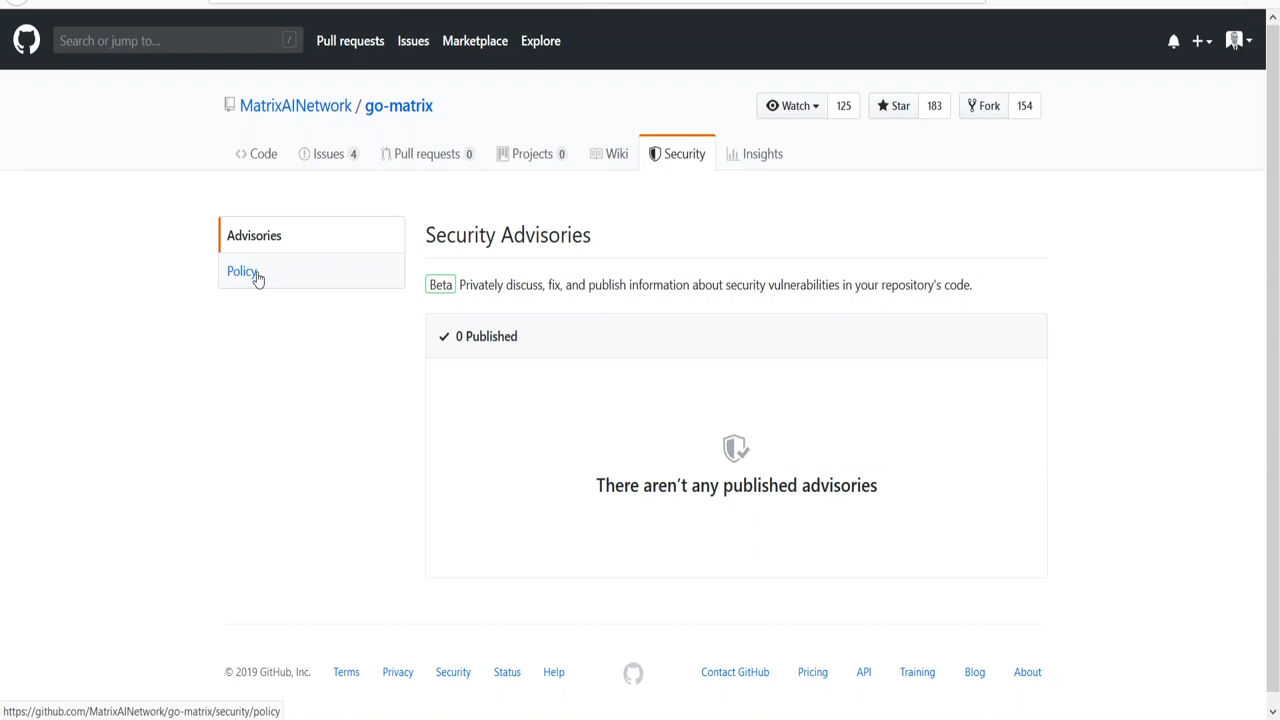 Search or jump to... /
Pull requests Issues Marketplace Explore
MatrixAINetwork / go-matrix
Watch 125 Star 183 Fork 154
Code Issues 4 Pull requests 0 Projects 0 Wiki Security Insights
Advisories
Policy
Security Advisories
Beta Privately discuss, fix, and publish information about security vulnerabilities in your repository's code.
0 Published
There aren't any published advisories
© 2019 GitHub, Inc. Terms Privacy Security Status Help Contact GitHub Pricing API Training Blog About
https://github.com/MatrixAINetwork/go-matrix/security/policy